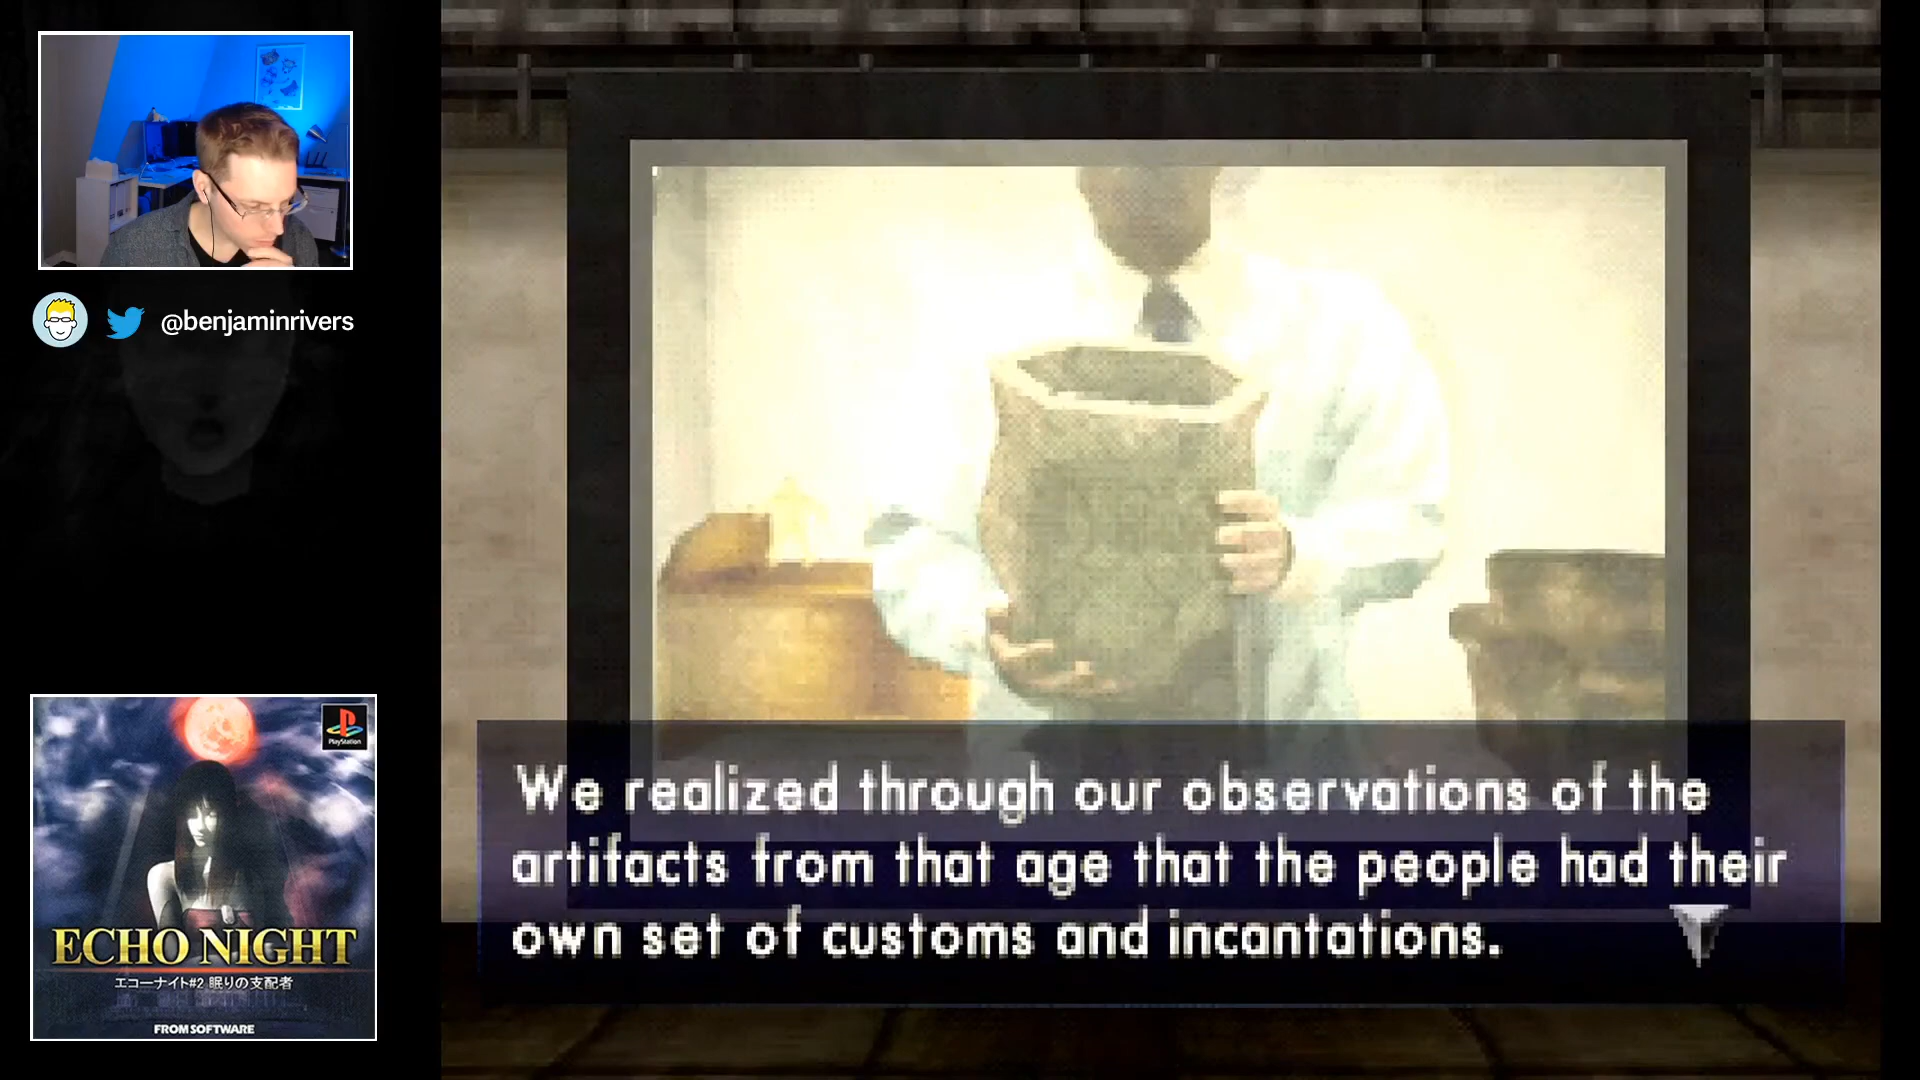 @benjaminrivers
We realized through our observations of the
artifacts from that age that the people had their
own set of customs and incantations.
PlayStation
ECHO NIGHT
エコーナイト#2 眠りの支配者
FROMSOFTWARE